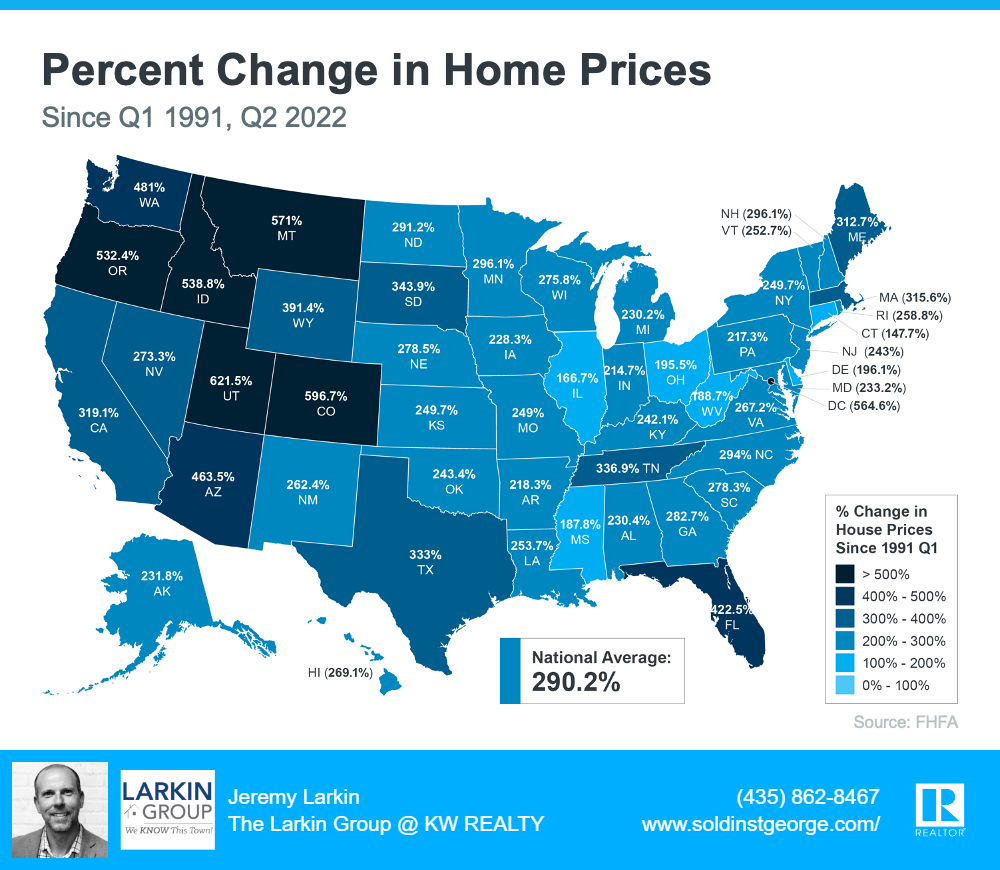 Percent Change in Home Prices
Since Q1 1991, Q2 2022
481%
WA
532.4%
OR
538.8%
ID
571%
MT
391.4%
WY
273.3%
NV
319.1%
CA
621.5%
UT
596.7%
CO
463.5%
AZ
262.4%
NM
291.2%
ND
343.9%
SD
278.5%
NE
249.7%
KS
243.4%
OK
333%
TX
296.1%
MN
228.3%
IA
249%
MO
218.3%
AR
253.7%
LA
275.8%
WI
166.7%
IL
230.2%
MI
214.7%
IN
195.5%
OH
242.1%
KY
336.9% TN
187.8%
MS
230.4%
AL
282.7%
GA
422.5%
FL
278.3%
SC
294% NC
267.2%
VA
188.7%
WV
217.3%
PA
249.7%
NY
312.7%
ME
NH (296.1%)
VT (252.7%)
MA (315.6%)
RI (258.8%)
CT (147.7%)
NJ (243%)
DE (196.1%)
MD (233.2%)
DC (564.6%)
231.8%
AK
HI (269.1%)
National Average:
290.2%
% Change in
House Prices
Since 1991 Q1
> 500%
400% - 500%
300% - 400%
200% - 300%
100% - 200%
0% - 100%
Source: FHFA
LARKIN
GROUP
We KNOW This Town!
Jeremy Larkin
The Larkin Group @ KW REALTY
(435) 862-8467
www.soldinstgeorge.com/
R
REALTOR